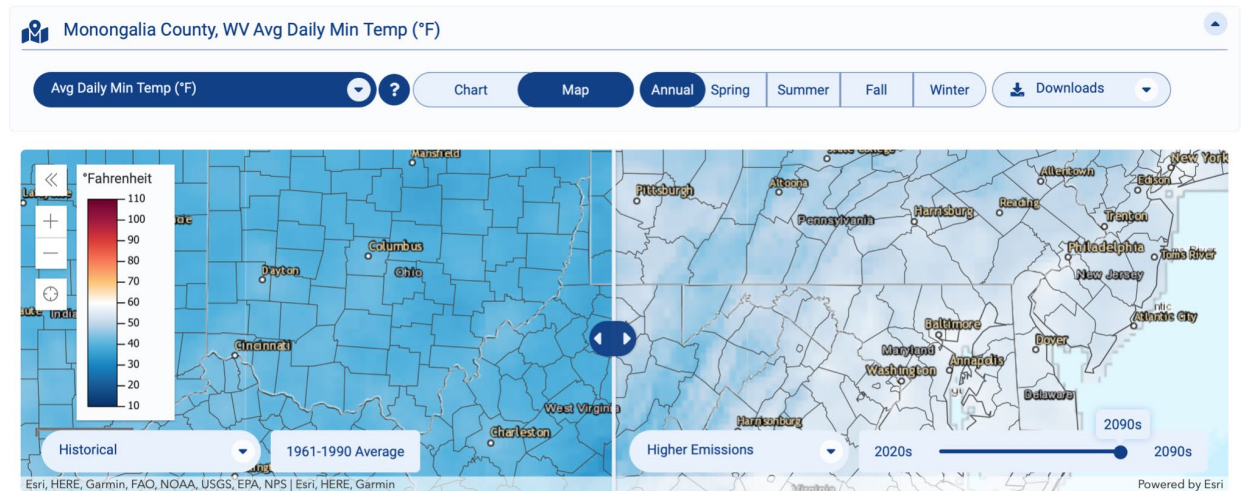 Monongalia County, WV Avg Daily Min Temp (°F)
Avg Daily Min Temp (°F)
?
Chart
Map
Annual
Spring
Summer
Fall
Winter
Downloads
°Fahrenheit
110
100
90
80
70
60
50
40
30
20
10
Mansfield
Columbus
Dayton
Ohio
India
Cincinnati
West Virginia
Charleston
New York
Allentown
Edison
Pittsburgh
Altoona
Reading
Harrisburg
Pennsylvania
Trenton
Philadelphia
Toms River
New Jersey
ntic
Atlantic City
Baltimore
Dover
Maryland
Annapolis
Washington
Delaware
Harrisonburg
Virginia
Historical
1961-1990 Average
Higher Emissions
2020s
2090s
2090s
Esri, HERE, Garmin, FAO, NOAA, USGS, EPA, NPS | Esri, HERE, Garmin
Powered by Esri